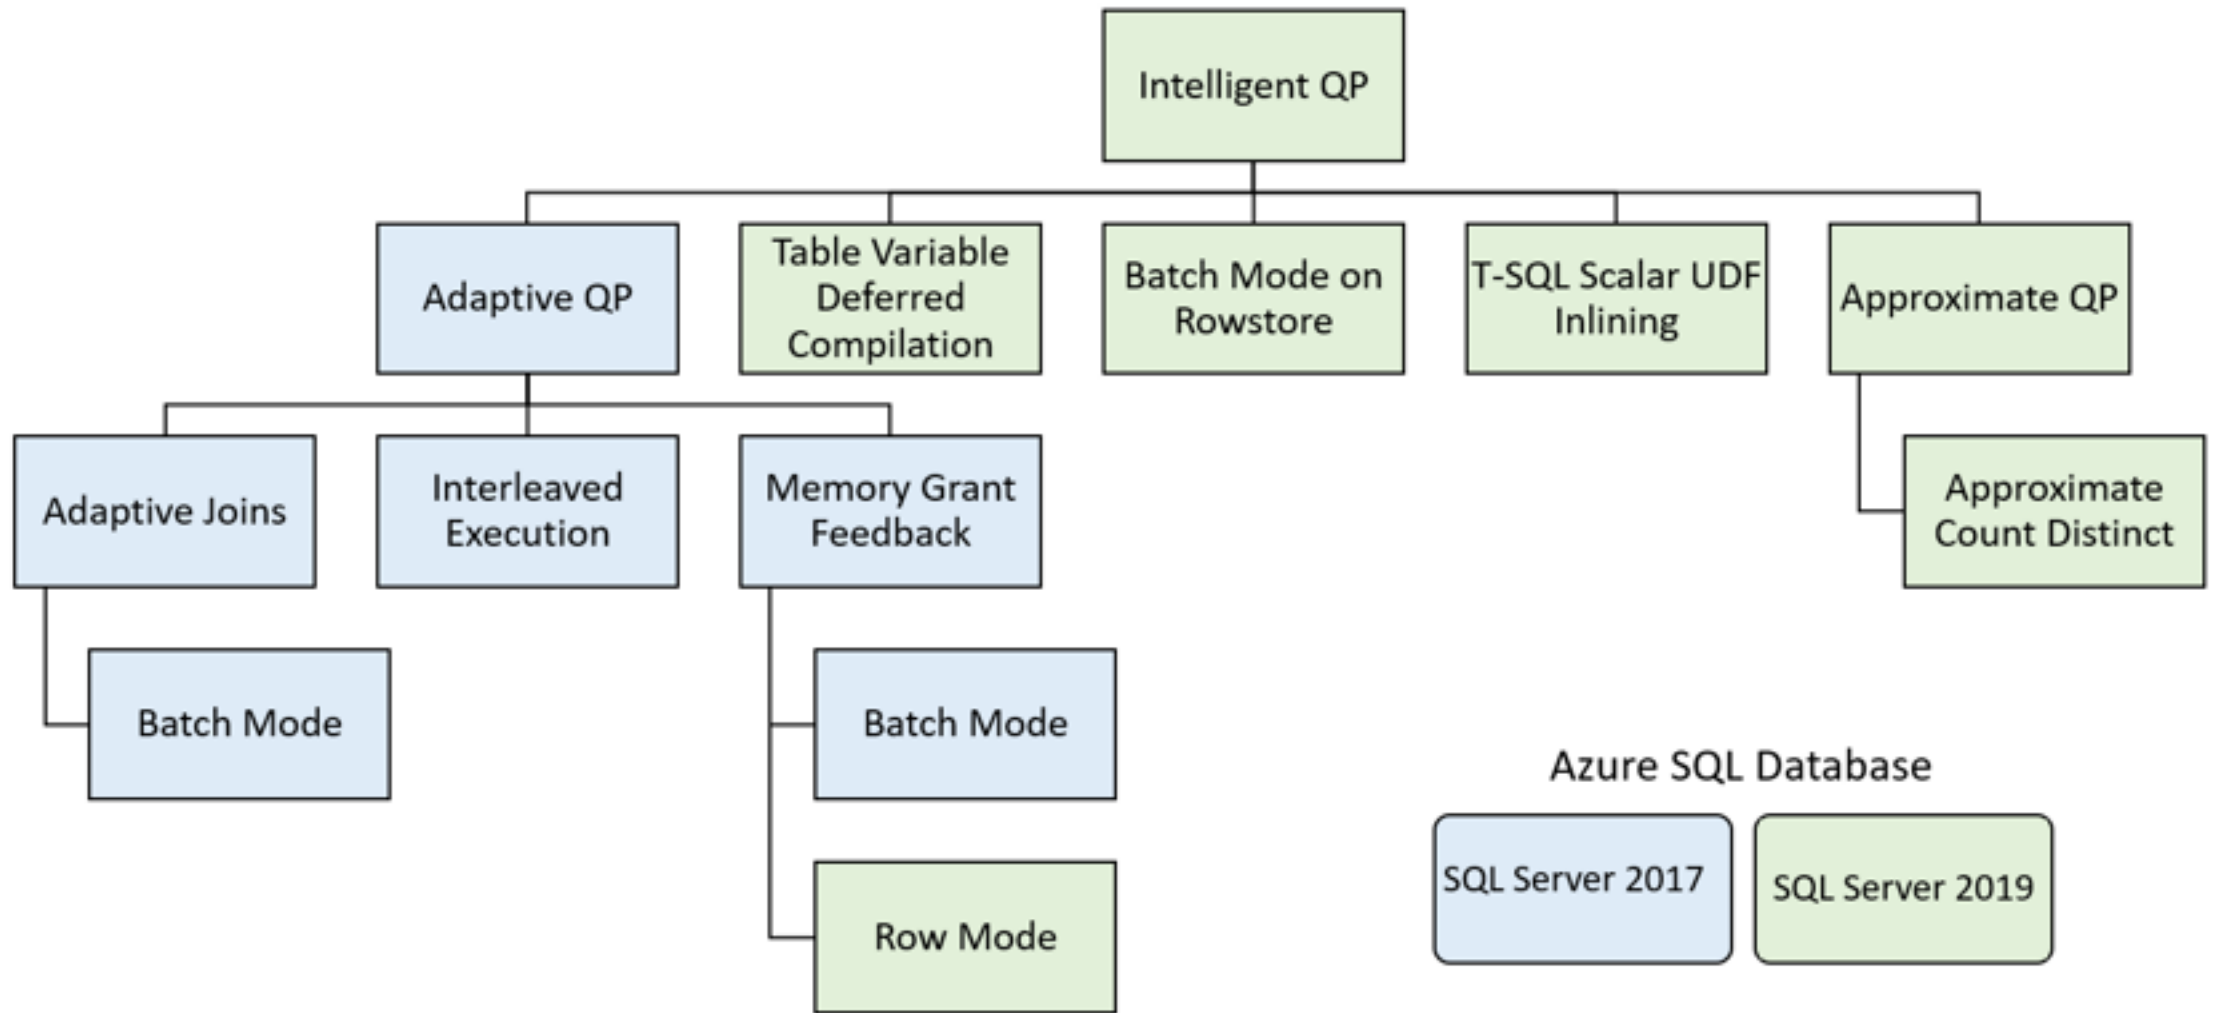 Intelligent QP
Adaptive QP
Table Variable
Deferred
Compilation
Batch Mode on
Rowstore
T-SQL Scalar UDF
Inlining
Approximate QP
Adaptive Joins
Interleaved
Execution
Memory Grant
Feedback
Approximate
Count Distinct
Batch Mode
Batch Mode
Row Mode
Azure SQL Database
SQL Server 2017
SQL Server 2019